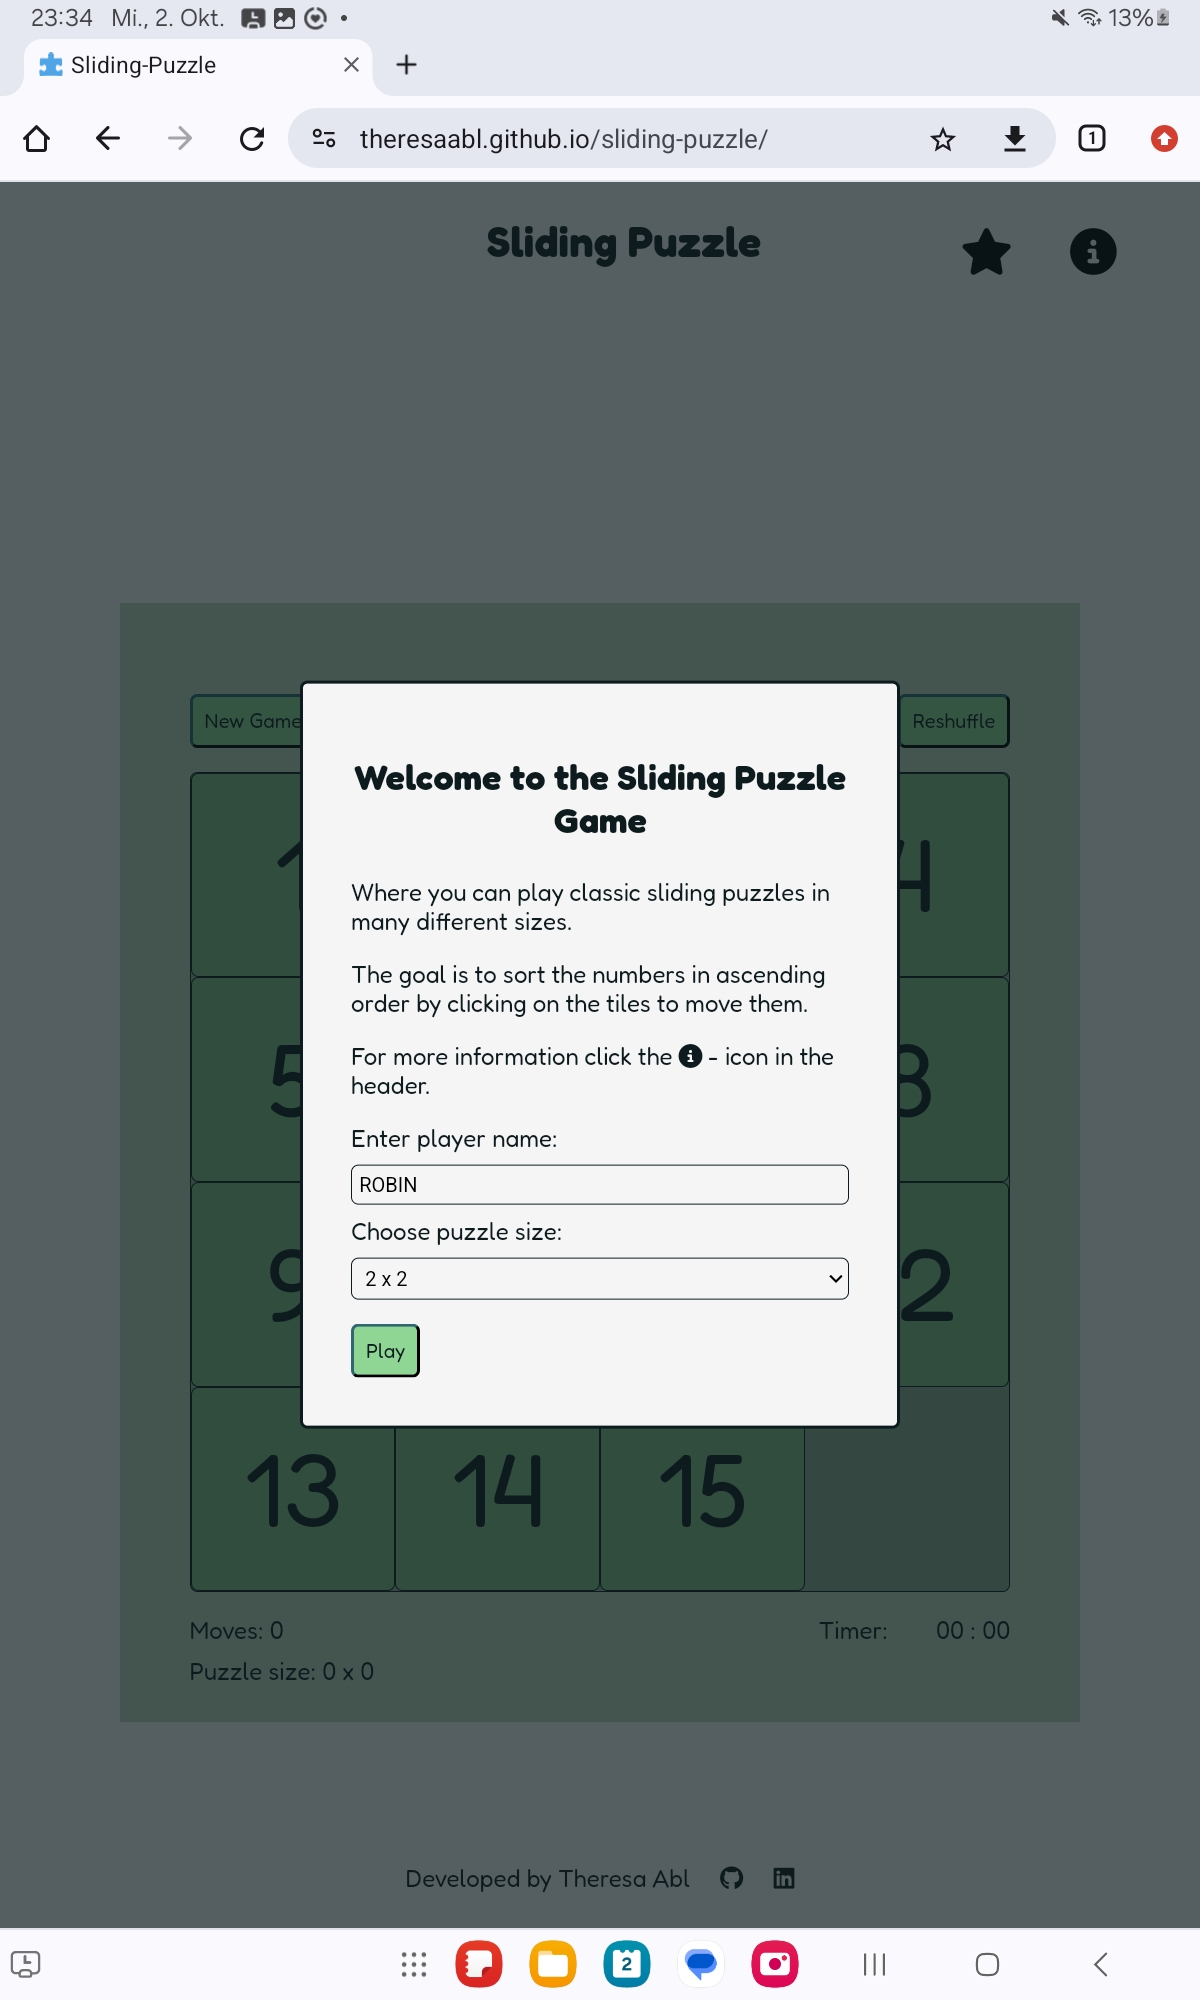 23:34 Mi., 2. Okt.
13%
Sliding-Puzzle
theresaabl.github.io/sliding-puzzle/
1
Sliding Puzzle
New Game
Reshuffle
Welcome to the Sliding Puzzle
Game
Where you can play classic sliding puzzles in
many different sizes.
The goal is to sort the numbers in ascending
order by clicking on the tiles to move them.
For more information click the i - icon in the
header.
Enter player name:
ROBIN
Choose puzzle size:
2 x 2
Play
1
4
5
8
9
2
13 14 15
Moves: 0
Timer: 00 : 00
Puzzle size: 0 x 0
Developed by Theresa Abl
2